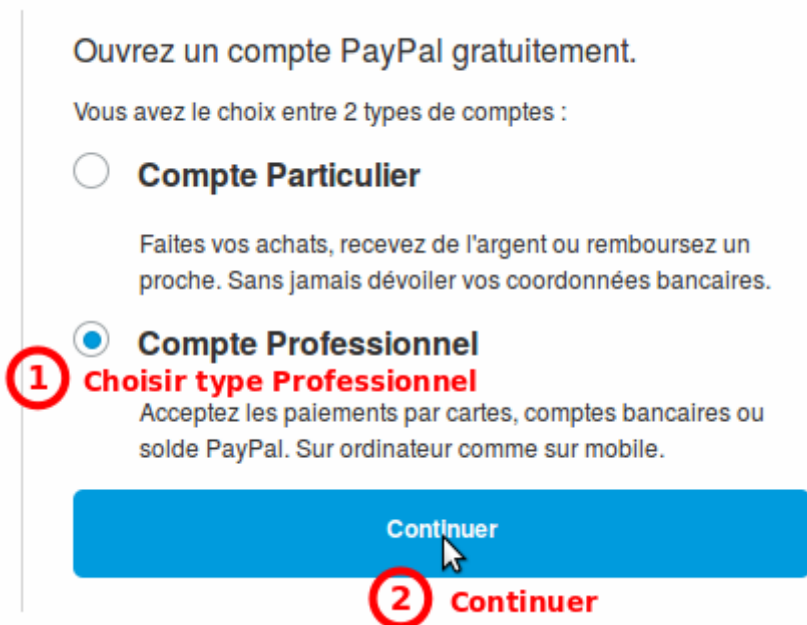 Ouvrez un compte PayPal gratuitement.
Vous avez le choix entre 2 types de comptes :
Compte Particulier
Faites vos achats, recevez de l'argent ou remboursez un
proche. Sans jamais dévoiler vos coordonnées bancaires.
Compte Professionnel
1 Choisir type Professionnel
Acceptez les paiements par cartes, comptes bancaires ou
solde PayPal. Sur ordinateur comme sur mobile.
Continuer
2 Continuer